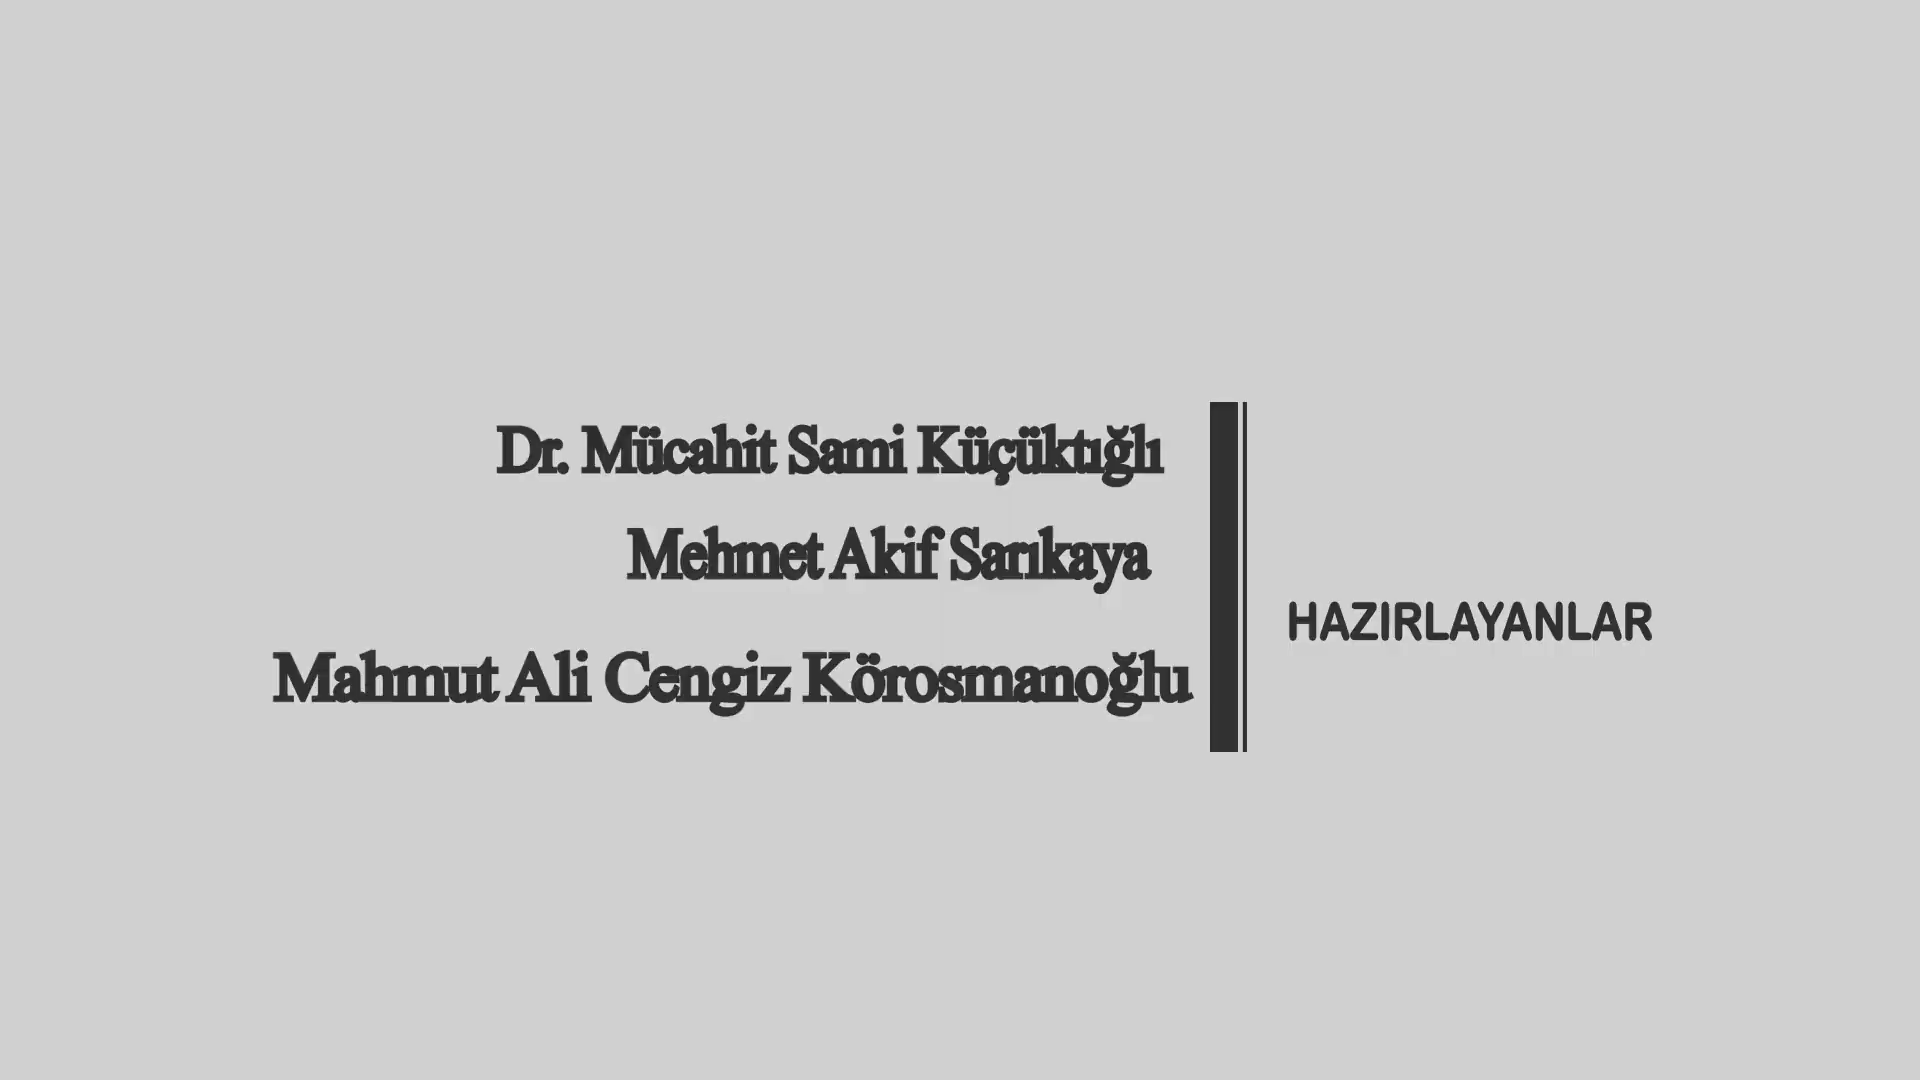 Dr. Mücahit Sami Küçüktığlı
Mehmet Akif Sarıkaya
Mahmut Ali Cengiz Körosmanoğlu
HAZIRLAYANLAR